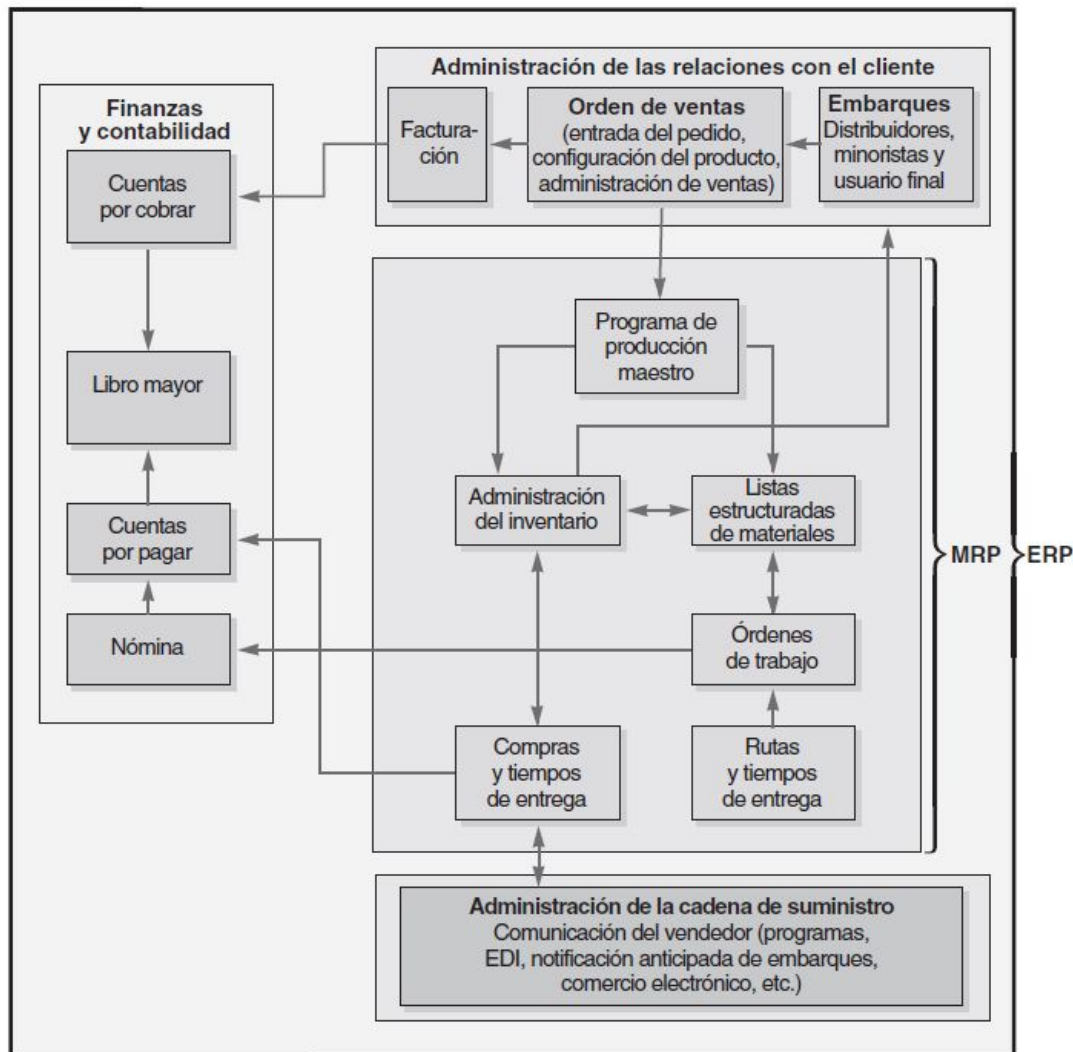 Administración de las relaciones con el cliente
Finanzas
y contabilidad
Factura-
ción
Orden de ventas
(entrada del pedido,
configuración del producto,
administración de ventas)
Embarques
Distribuidores,
minoristas y
usuario final
Cuentas
por cobrar
Programa de
producción
maestro
Libro mayor
Administración
del inventario
Listas
estructuradas
de materiales
Cuentas
por pagar
MRP
ERP
Nómina
Órdenes
de trabajo
Compras
y tiempos
de entrega
Rutas
y tiempos
de entrega
Administración de la cadena de suministro
Comunicación del vendedor (programas,
EDI, notificación anticipada de embarques,
comercio electrónico, etc.)